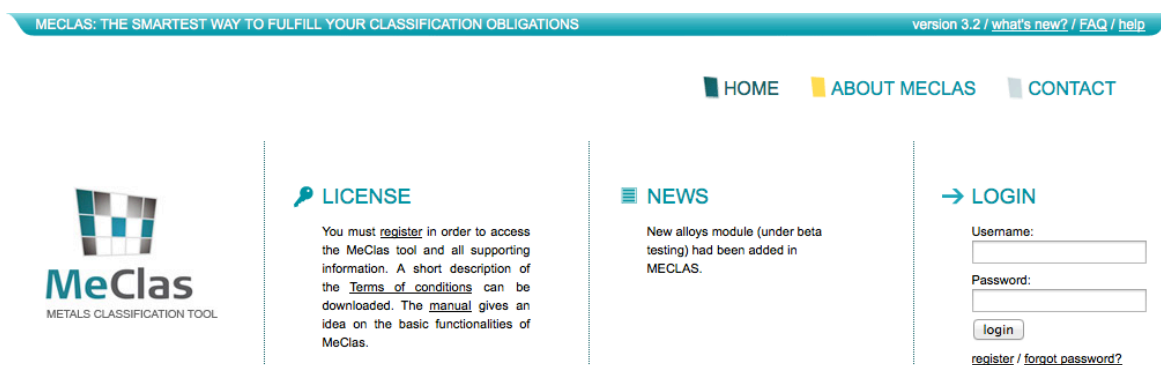 MECLAS: THE SMARTEST WAY TO FULFILL YOUR CLASSIFICATION OBLIGATIONS
version 3.2 / what's new? / FAQ / help
HOME
ABOUT MECLAS
CONTACT
MeClas
METALS CLASSIFICATION TOOL
LICENSE
You must register in order to access
the MeClas tool and all supporting
information. A short description of
the Terms of conditions can be
downloaded. The manual gives an
idea on the basic functionalities of
MeClas.
NEWS
New alloys module (under beta
testing) had been added in
MECLAS.
LOGIN
Username:
Password:
login
register / forgot password?